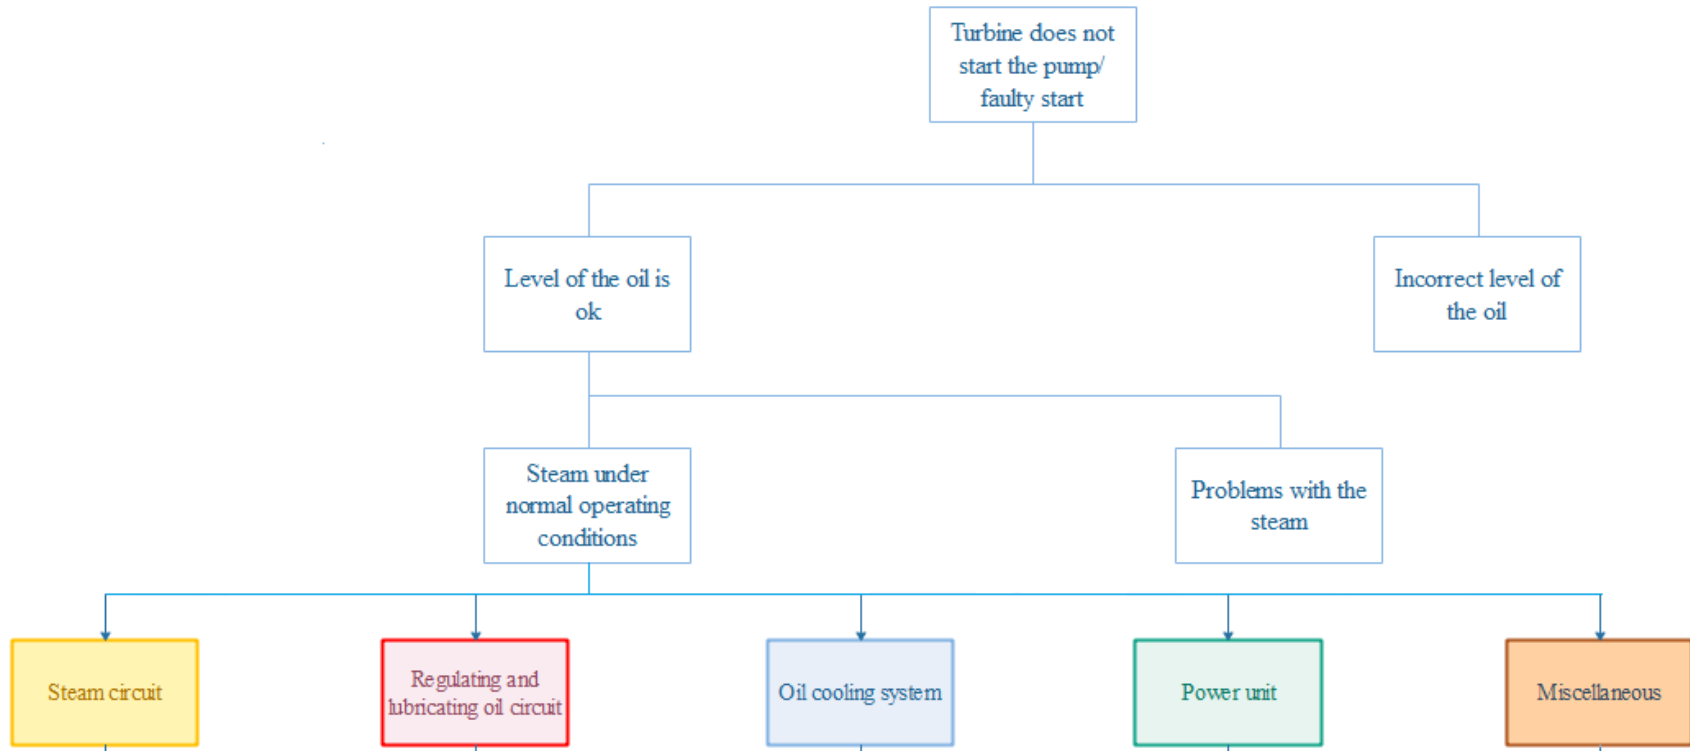 Turbine does not
start the pump/
faulty start
Level of the oil is
ok
Incorrect level of
the oil
Steam under
normal operating
conditions
Problems with the
steam
Steam circuit
Regulating and
lubricating oil circuit
Oil cooling system
Power unit
Miscellaneous